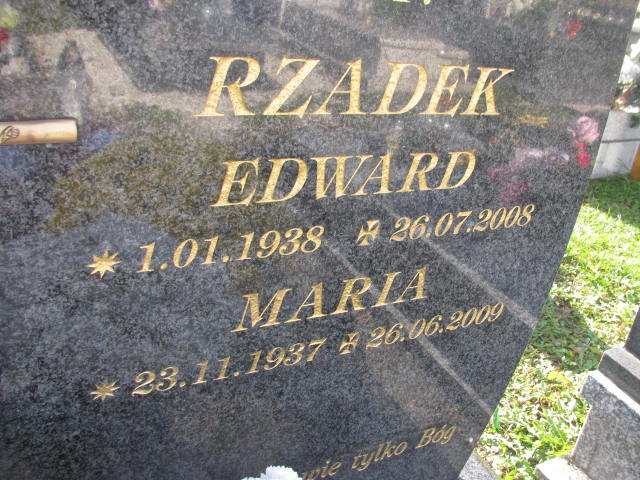 RZADEK
EDWARD
1.01.1938 26.07.2008
MARIA
23.11.1937 26.06.2009
tylko Bóg